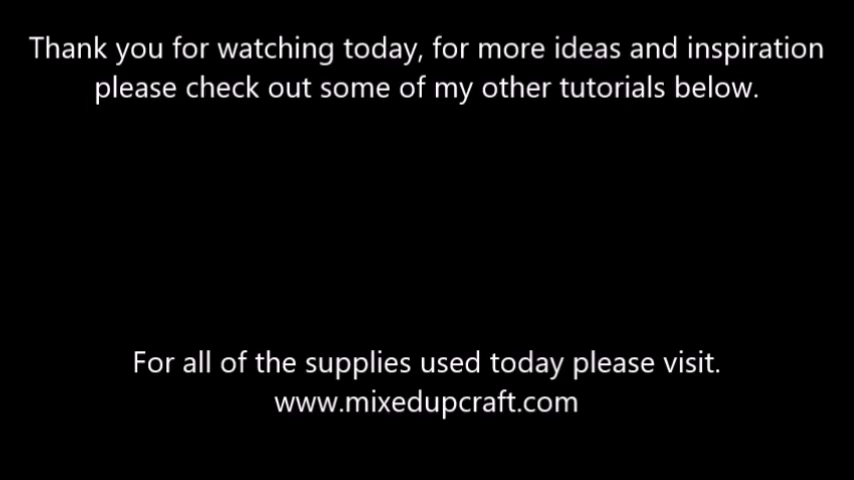 Thank you for watching today, for more ideas and inspiration
please check out some of my other tutorials below.
For all of the supplies used today please visit.
www.mixedupcraft.com